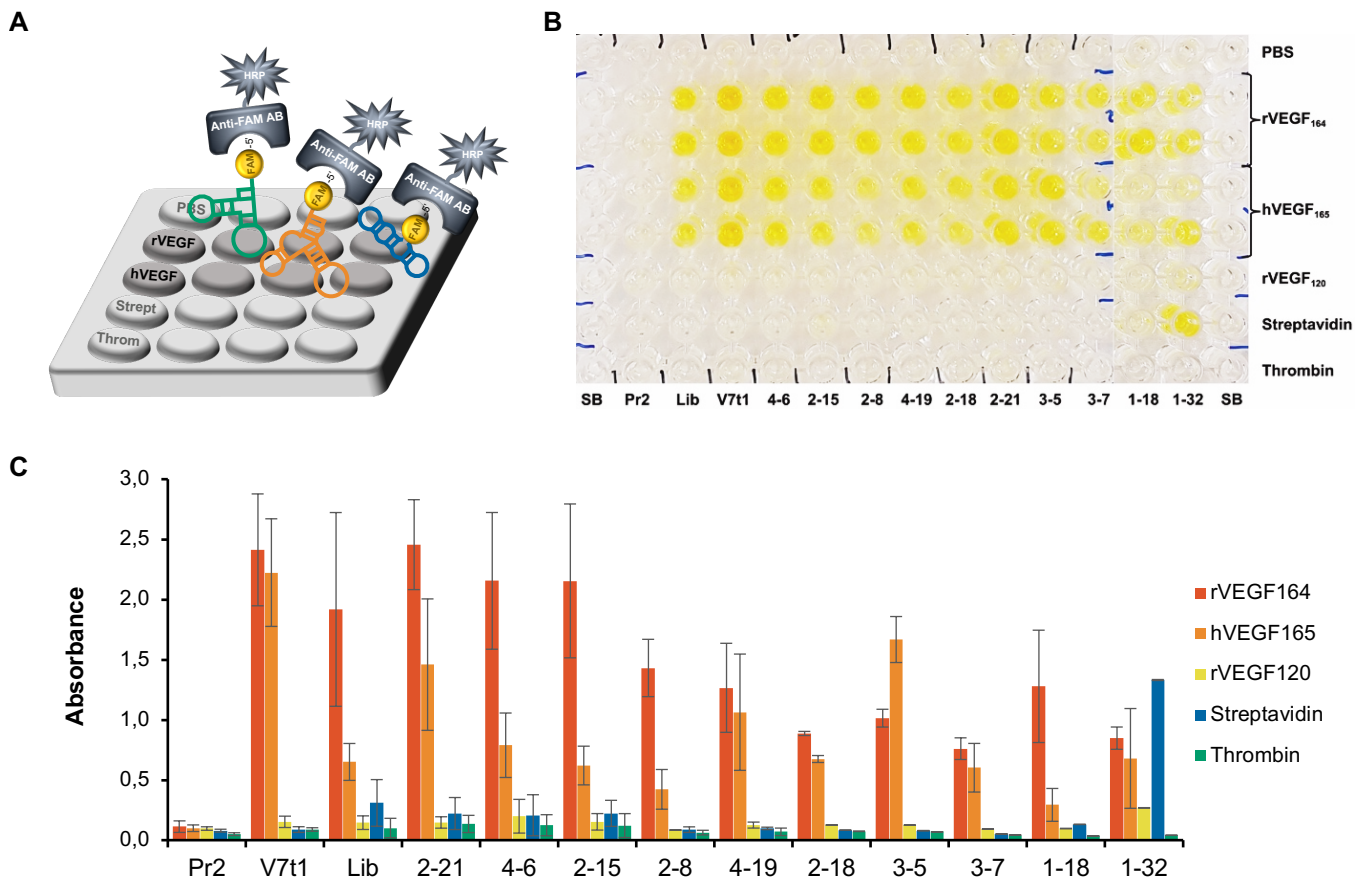 A
HRP
Anti-FAM AB
FAM
-5'
HRP
Anti-FAM AB
FAM
-5'
HRP
Anti-FAM AB
FAM
-5'
PBS
rVEGF
hVEGF
Strept
Throm
B
PBS
rVEGF164
hVEGF165
rVEGF120
Streptavidin
Thrombin
SB Pr2 Lib V7t1 4-6 2-15 2-8 4-19 2-18 2-21 3-5 3-7 1-18 1-32 SB
C
Absorbance
3,0
2,5
2,0
1,5
1,0
0,5
0,0
Pr2 V7t1 Lib 2-21 4-6 2-15 2-8 4-19 2-18 3-5 3-7 1-18 1-32
rVEGF164
hVEGF165
rVEGF120
Streptavidin
Thrombin